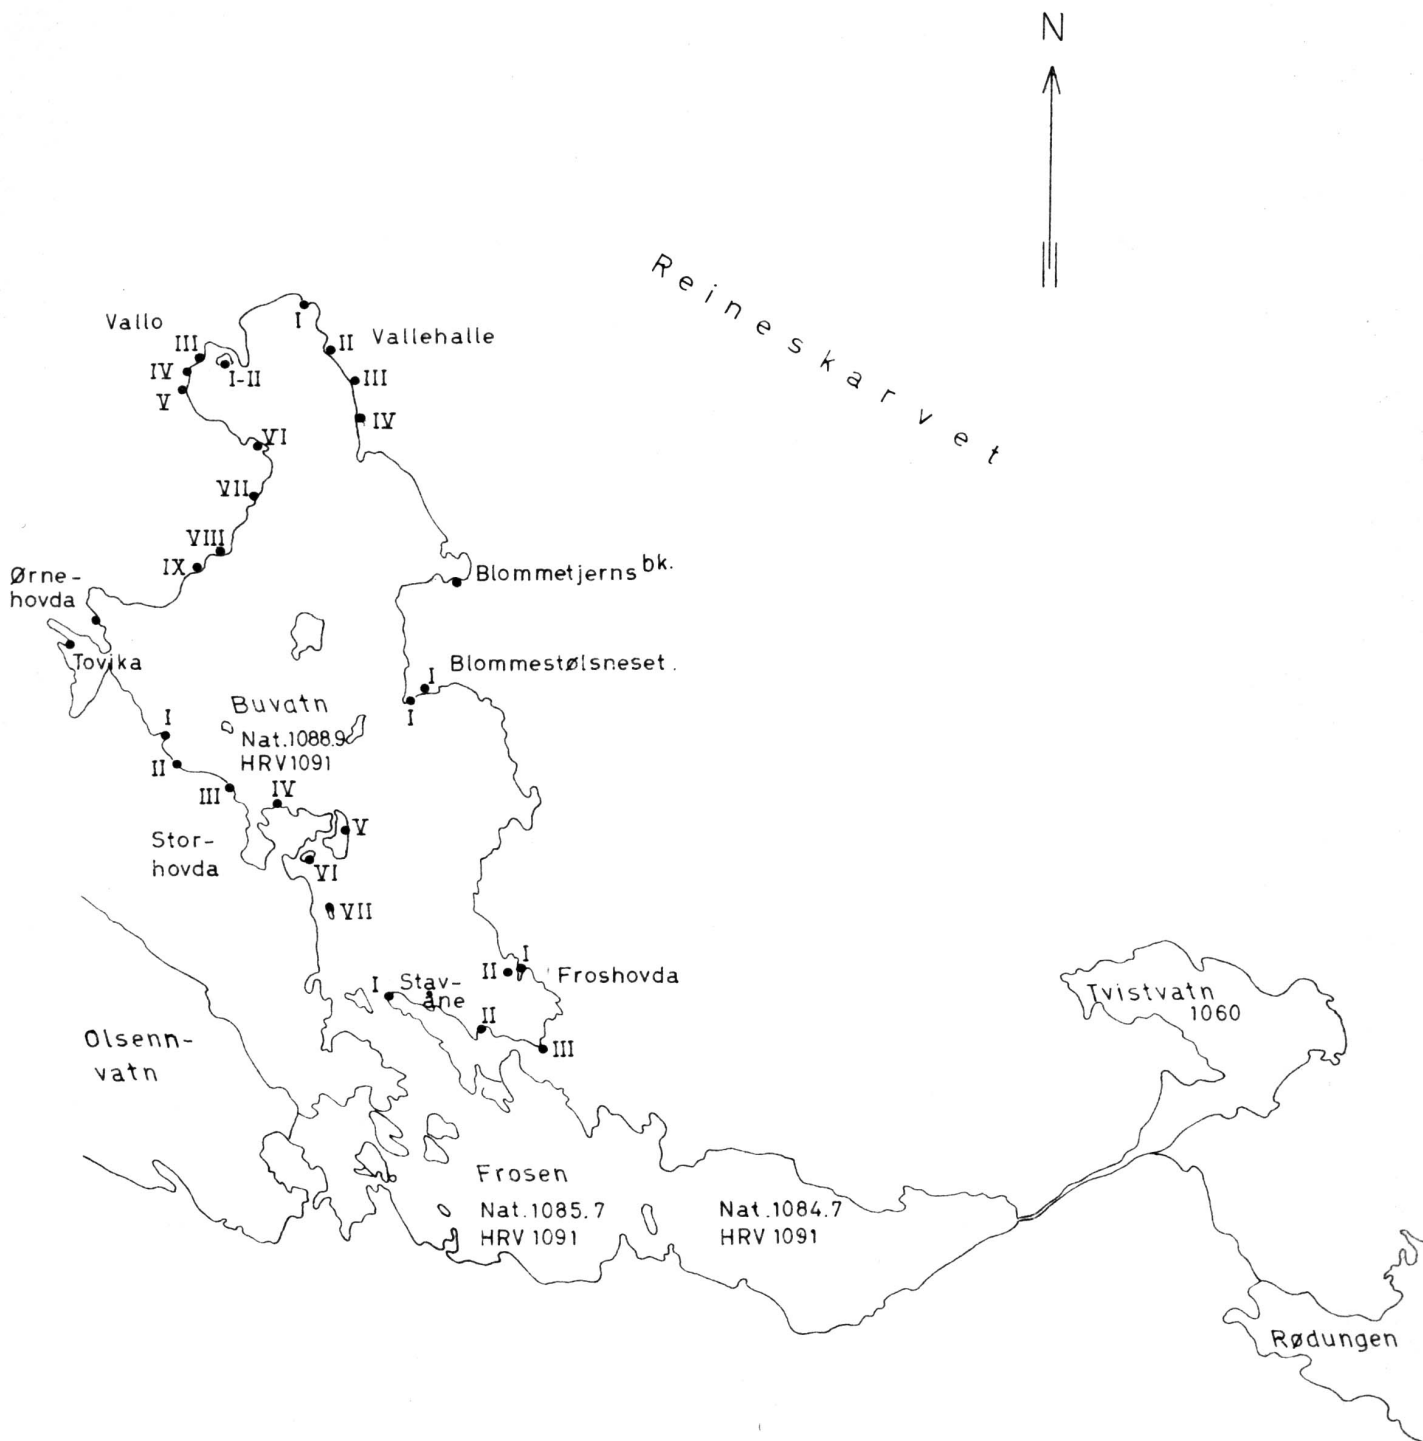 N
Reineskarvet
Vallo
I
II Vallehalle
III
I-II
IV
III
V
IV
VI
VII
VIII
IX
Blommetjerns bk.
Ørne-
hovda
Tovika
I Blommestølsneset.
I
Buvatn
Nat.1088.9
HRV1091
I
II
III
IV
V
Stor-
hovda
VI
VII
I
II Froshovda
I Stav-
åne
II
III
Tvistvatn
1060
Olsenn-
vatn
Frosen
Nat.1085.7
HRV 1091
Nat.1084.7
HRV 1091
Rødungen